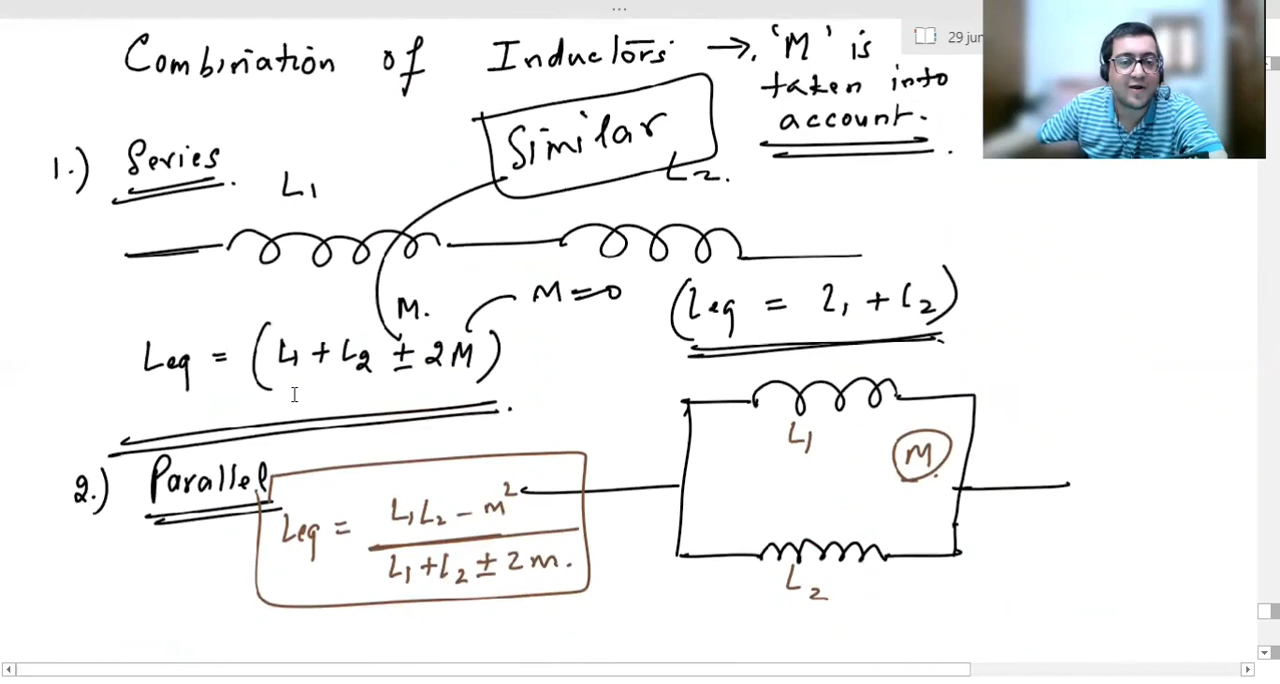 Combination of Inductors → 'M' is taken into account.
29 jun
Similar
1.) Series.
L1
L2.
M.
M=0
Leq = (L1 + L2 ± 2M).
(Leq = L1 + L2)
2.) Parallel
Leq = (L1L2 - M²) / (L1 + L2 ± 2M.)
L1
M
L2